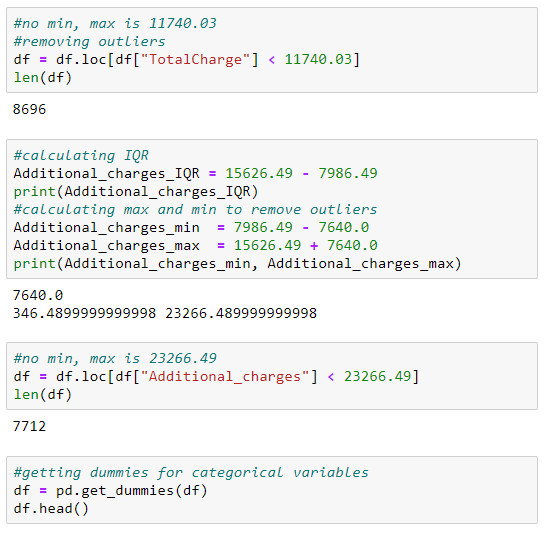 #no min, max is 11740.03
#removing outliers
df = df.loc[df["TotalCharge"] < 11740.03]
len(df)
8696
#calculating IQR
Additional_charges_IQR = 15626.49 - 7986.49
print(Additional_charges_IQR)
#calculating max and min to remove outliers
Additional_charges_min  = 7986.49 - 7640.0
Additional_charges_max  = 15626.49 + 7640.0
print(Additional_charges_min, Additional_charges_max)
7640.0
346.4899999999998 23266.489999999998
#no min, max is 23266.49
df = df.loc[df["Additional_charges"] < 23266.49]
len(df)
7712
#getting dummies for categorical variables
df = pd.get_dummies(df)
df.head()